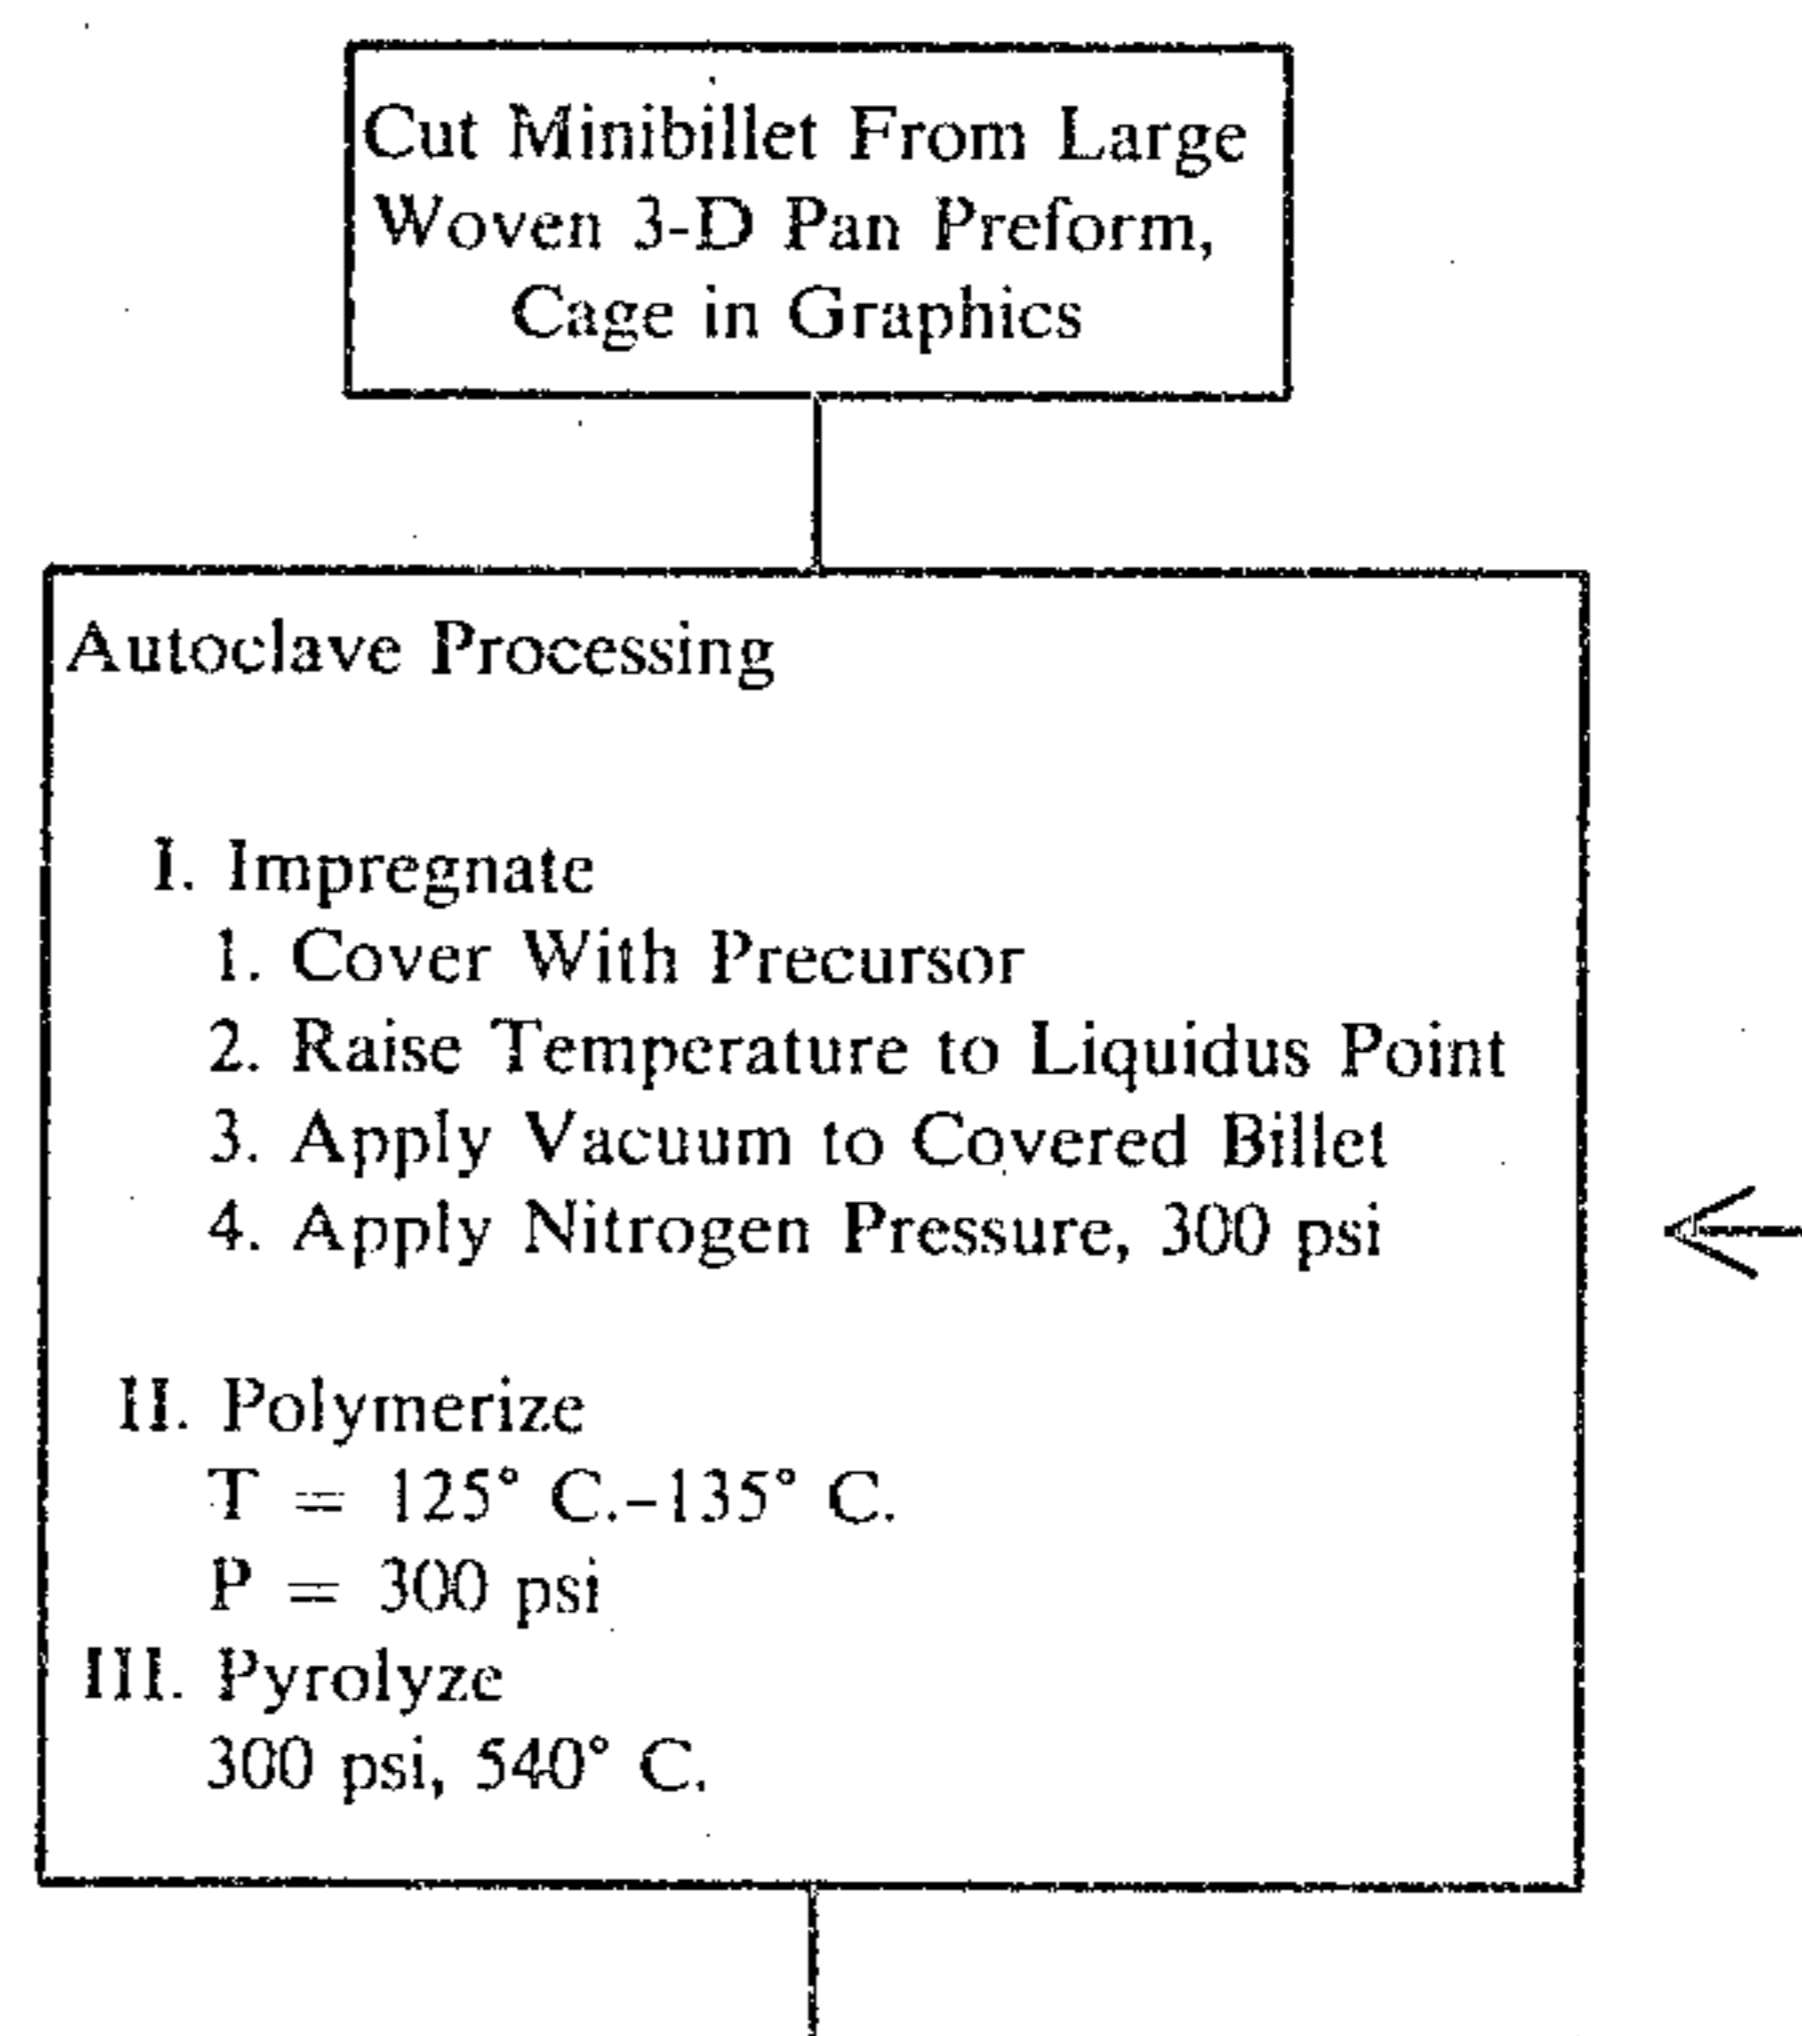 Cut Minibillet From Large
Woven 3-D Pan Preform,
Cage in Graphics
Autoclave Processing
I. Impregnate
1. Cover With Precursor
2. Raise Temperature to Liquidus Point
3. Apply Vacuum to Covered Billet
4. Apply Nitrogen Pressure, 300 psi
II. Polymerize
T = 125° C.–135° C.
P = 300 psi
III. Pyrolyze
300 psi, 540° C.